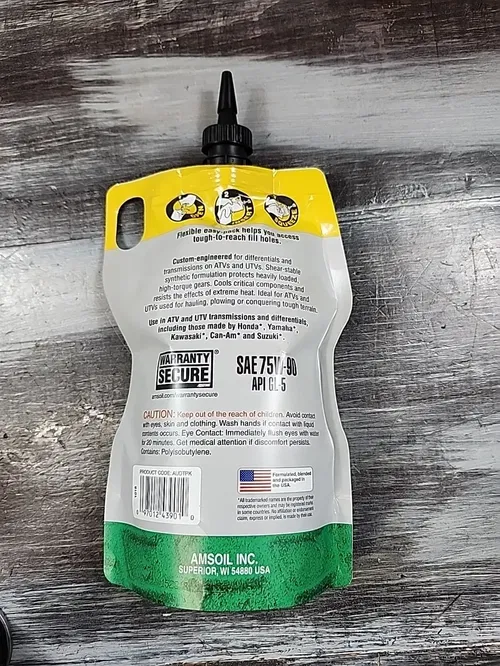 2
Flexible easy-pack helps you access
tough-to-reach fill holes.
Custom-engineered for differentials and
transmissions on ATVs and UTVs. Shear-stable
synthetic formulation protects heavily loaded
high-torque gears. Cools critical components and
resists the effects of extreme heat. Ideal for ATVs and
UTVs used for hauling, plowing or conquering tough terrain.
Use in ATV and UTV transmissions and differentials,
including those made by Honda*, Yamaha*,
Kawasaki*, Can-Am* and Suzuki*.
WARRANTY
SECURE®
amsoil.com/warrantysecure
SAE 75W-90
API GL-5
CAUTION: Keep out of the reach of children. Avoid contact
with eyes, skin and clothing. Wash hands if contact with liquid
contents occurs. Eye Contact: Immediately flush eyes with water
for 20 minutes. Get medical attention if discomfort persists.
Contains: Polyisobutylene.
PRODUCT CODE: AUDTPK
97012 43901 0
Formulated, blended
and packaged in
the USA.
*All trademarked names are the property of their
respective owners and may be registered marks
in some countries. No affiliation or endorsement
claim, express or implied, is made by their use.
AMSOIL INC.
SUPERIOR, WI 54880 USA